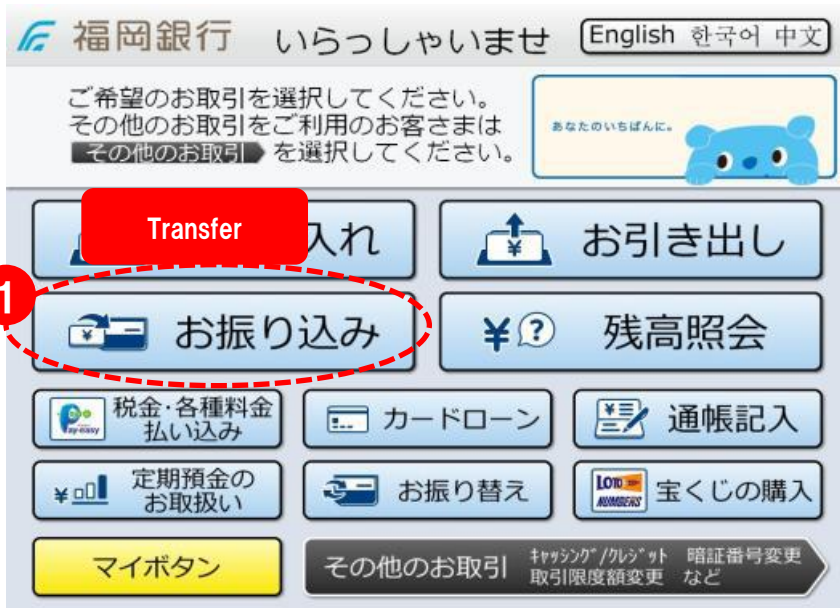 福岡銀行 いらっしゃいませ English 한국어 中文
ご希望のお取引を選択してください。
その他のお取引をご利用のお客さまは
その他のお取引 を選択してください。
あなたのいちばんに。
Transfer
入れ
お引き出し
1
お振り込み
残高照会
税金・各種料金
払い込み
カードローン
通帳記入
定期預金の
お取扱い
お振り替え
宝くじの購入
マイボタン
その他のお取引
ｷｬｯｼﾝｸﾞ/ｸﾚｼﾞｯﾄ 暗証番号変更
取引限度額変更 など